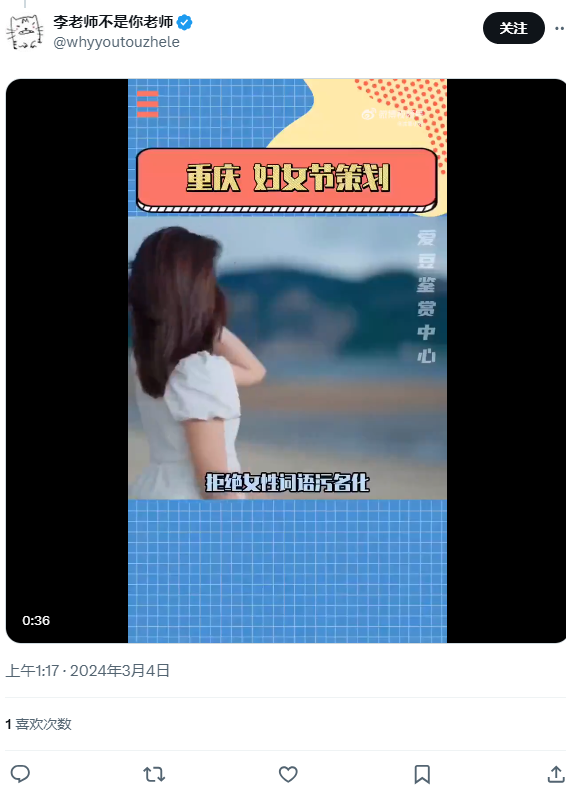 李老师不是你老师
@whyyoutouzhele
关注
重庆 妇女节策划
爱豆鉴赏中心
拒绝女性词语污名化
0:36
上午1:17 · 2024年3月4日
1 喜欢次数